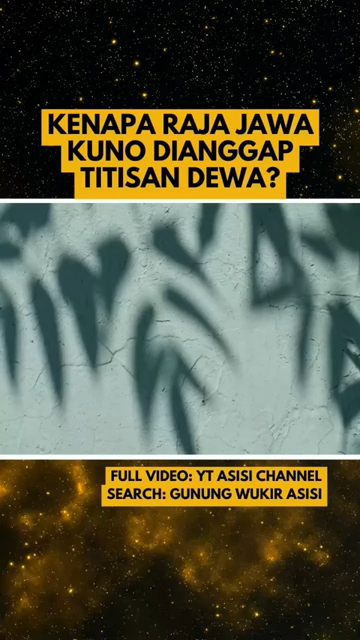 KENAPA RAJA JAWA
KUNO DIANGGAP
TITISAN DEWA?
FULL VIDEO: YT ASISI CHANNEL
SEARCH: GUNUNG WUKIR ASISI